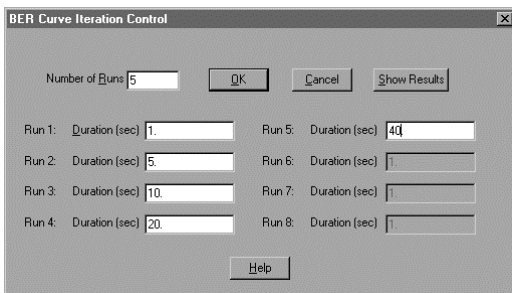 BER Curve Iteration Control
Number of Runs 5 OK Cancel Show Results
Run 1: Duration (sec) 1. Run 5: Duration (sec) 40
Run 2: Duration (sec) 5. Run 6: Duration (sec) 1.
Run 3: Duration (sec) 10. Run 7: Duration (sec) 1.
Run 4: Duration (sec) 20. Run 8: Duration (sec) 1.
Help